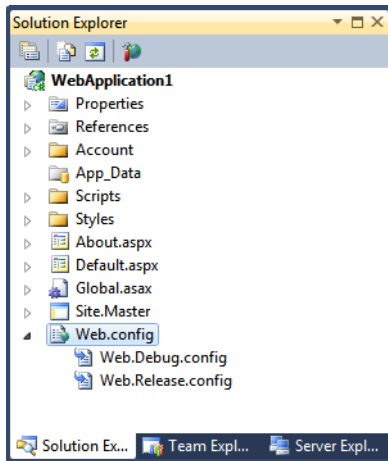 Solution Explorer
WebApplication1
Properties
References
Account
App_Data
Scripts
Styles
About.aspx
Default.aspx
Global.asax
Site.Master
Web.config
Web.Debug.config
Web.Release.config
Solution Ex... Team Expl... Server Expl...